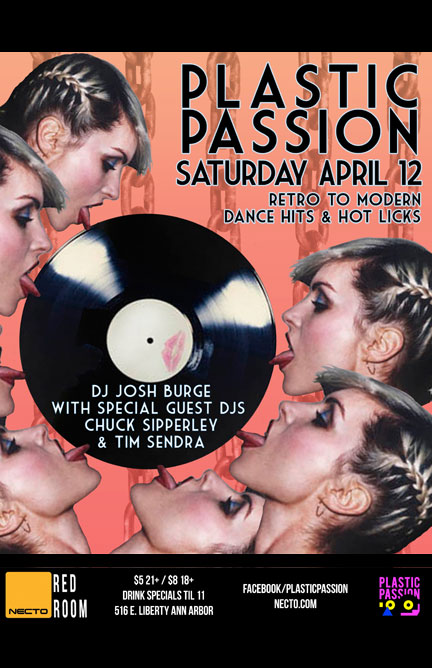 PLASTIC
PASSION
SATURDAY APRIL 12
RETRO TO MODERN
DANCE HITS & HOT LICKS
DJ JOSH BURGE
WITH SPECIAL GUEST DJS
CHUCK SIPPERLEY
& TIM SENDRA
NECTO
RED
ROOM
$5 21+ / $8 18+
DRINK SPECIALS TIL 11
516 E. LIBERTY ANN ARBOR
FACEBOOK/PLASTICPASSION
NECTO.COM
PLASTIC
PASSION